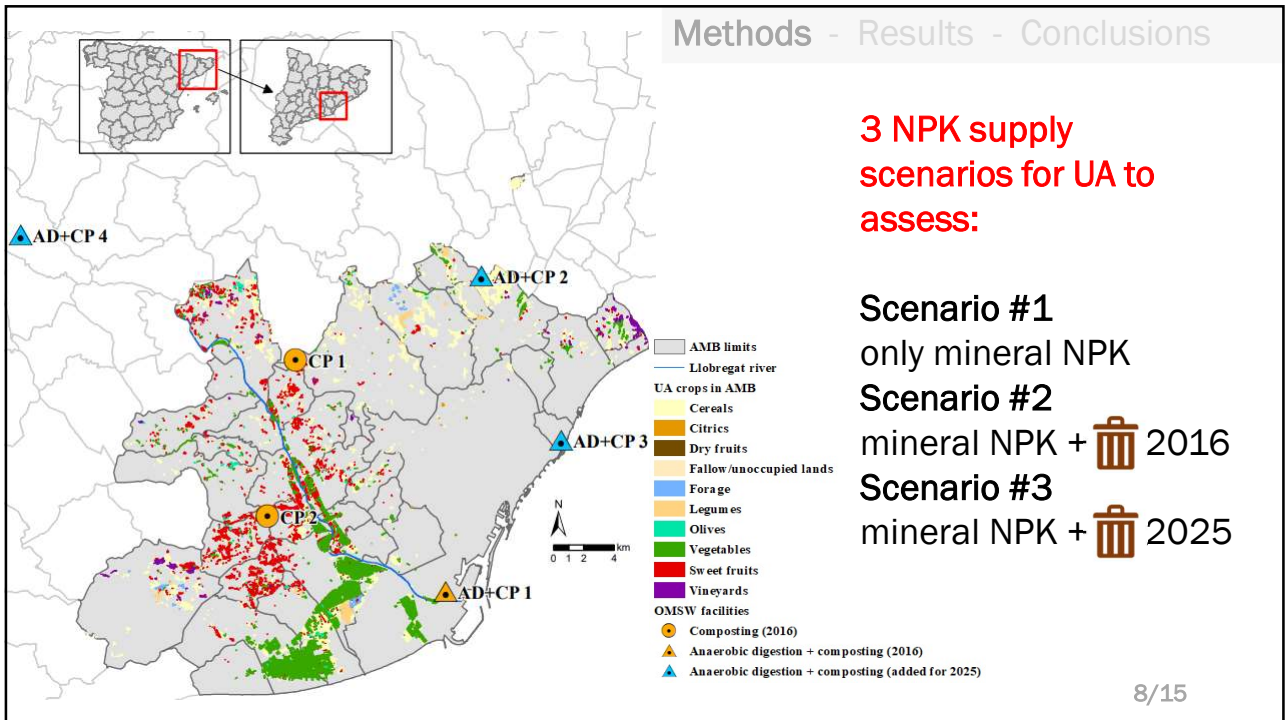 Methods - Results - Conclusions
3 NPK supply
scenarios for UA to
assess:
Scenario #1
only mineral NPK
Scenario #2
mineral NPK + 2016
Scenario #3
mineral NPK + 2025
AD+CP 4
AD+CP 2
CP 1
AD+CP 3
CP 2
AD+CP 1
N
km
0 1 2 4
AMB limits
Llobregat river
UA crops in AMB
Cereals
Citrics
Dry fruits
Fallow/unoccupied lands
Forage
Legumes
Olives
Vegetables
Sweet fruits
Vineyards
OMSW facilities
Composting (2016)
Anaerobic digestion + composting (2016)
Anaerobic digestion + composting (added for 2025)
8/15